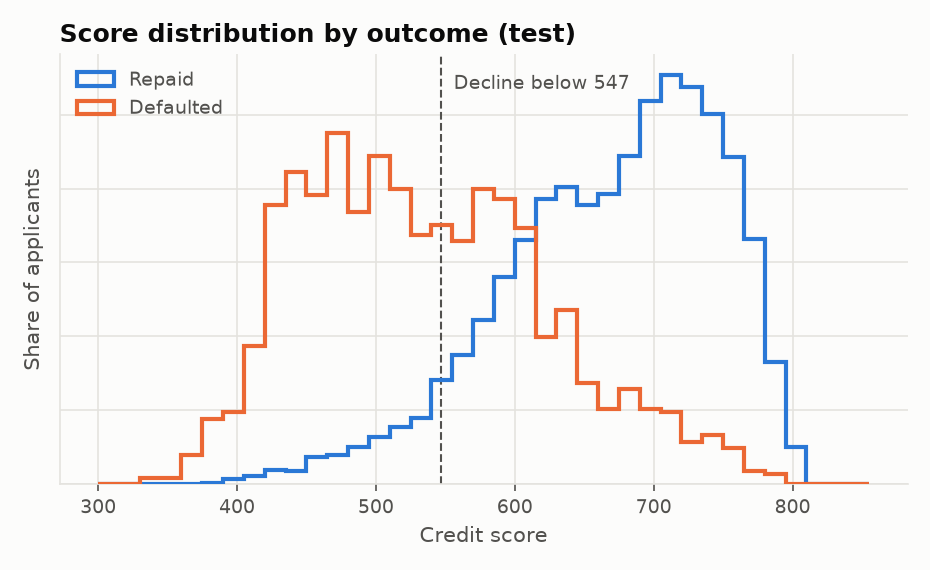 Score distribution by outcome (test)
Repaid
Defaulted
Decline below 547
Share of applicants
300 400 500 600 700 800
Credit score